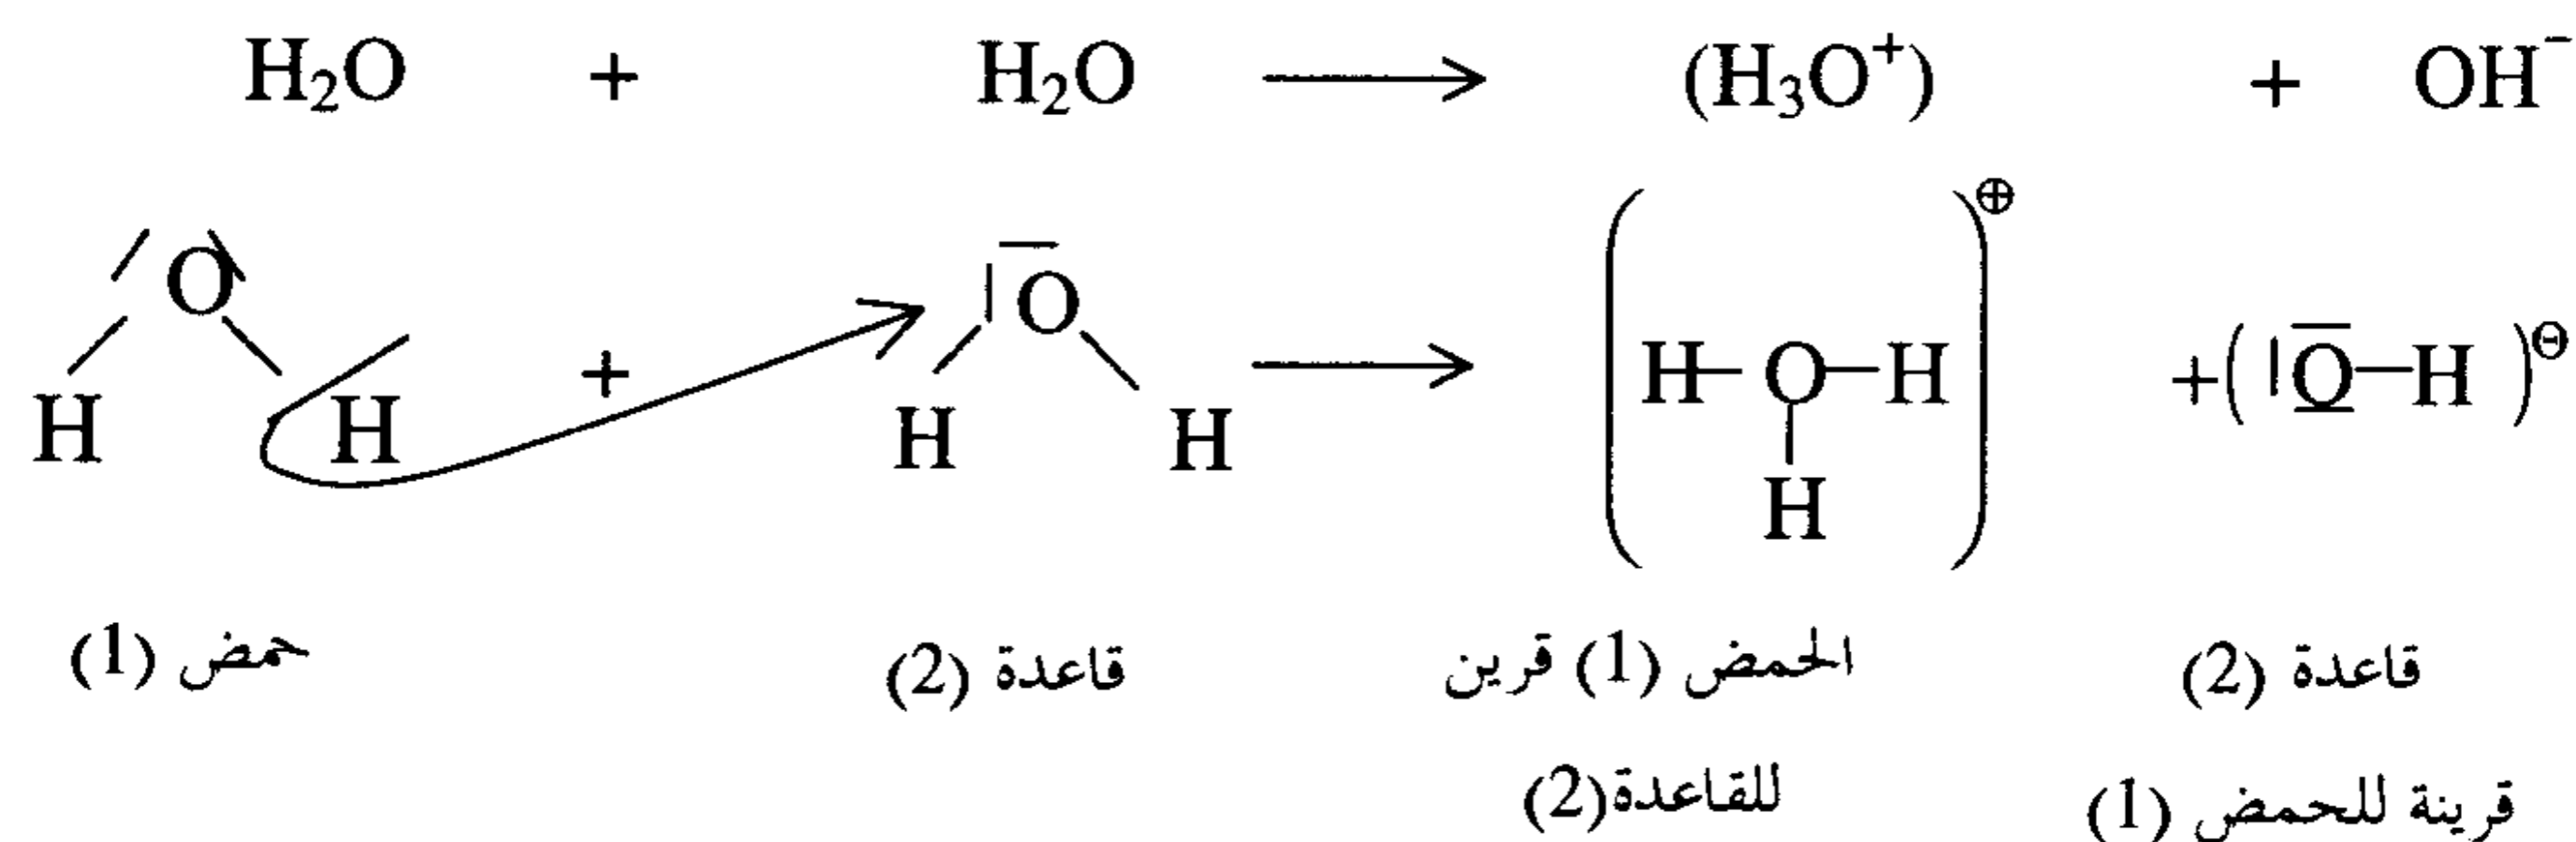 H₂O + H₂O ⟶ (H₃O⁺) + OH⁻
O O H–O–H + ( |O–H )⊖
H H + H H ⟶ H ⊕
حمض (1) قاعدة (2) الحمض (1) قرين قاعدة (2)
للقاعدة(2) قرينة للحمض (1)